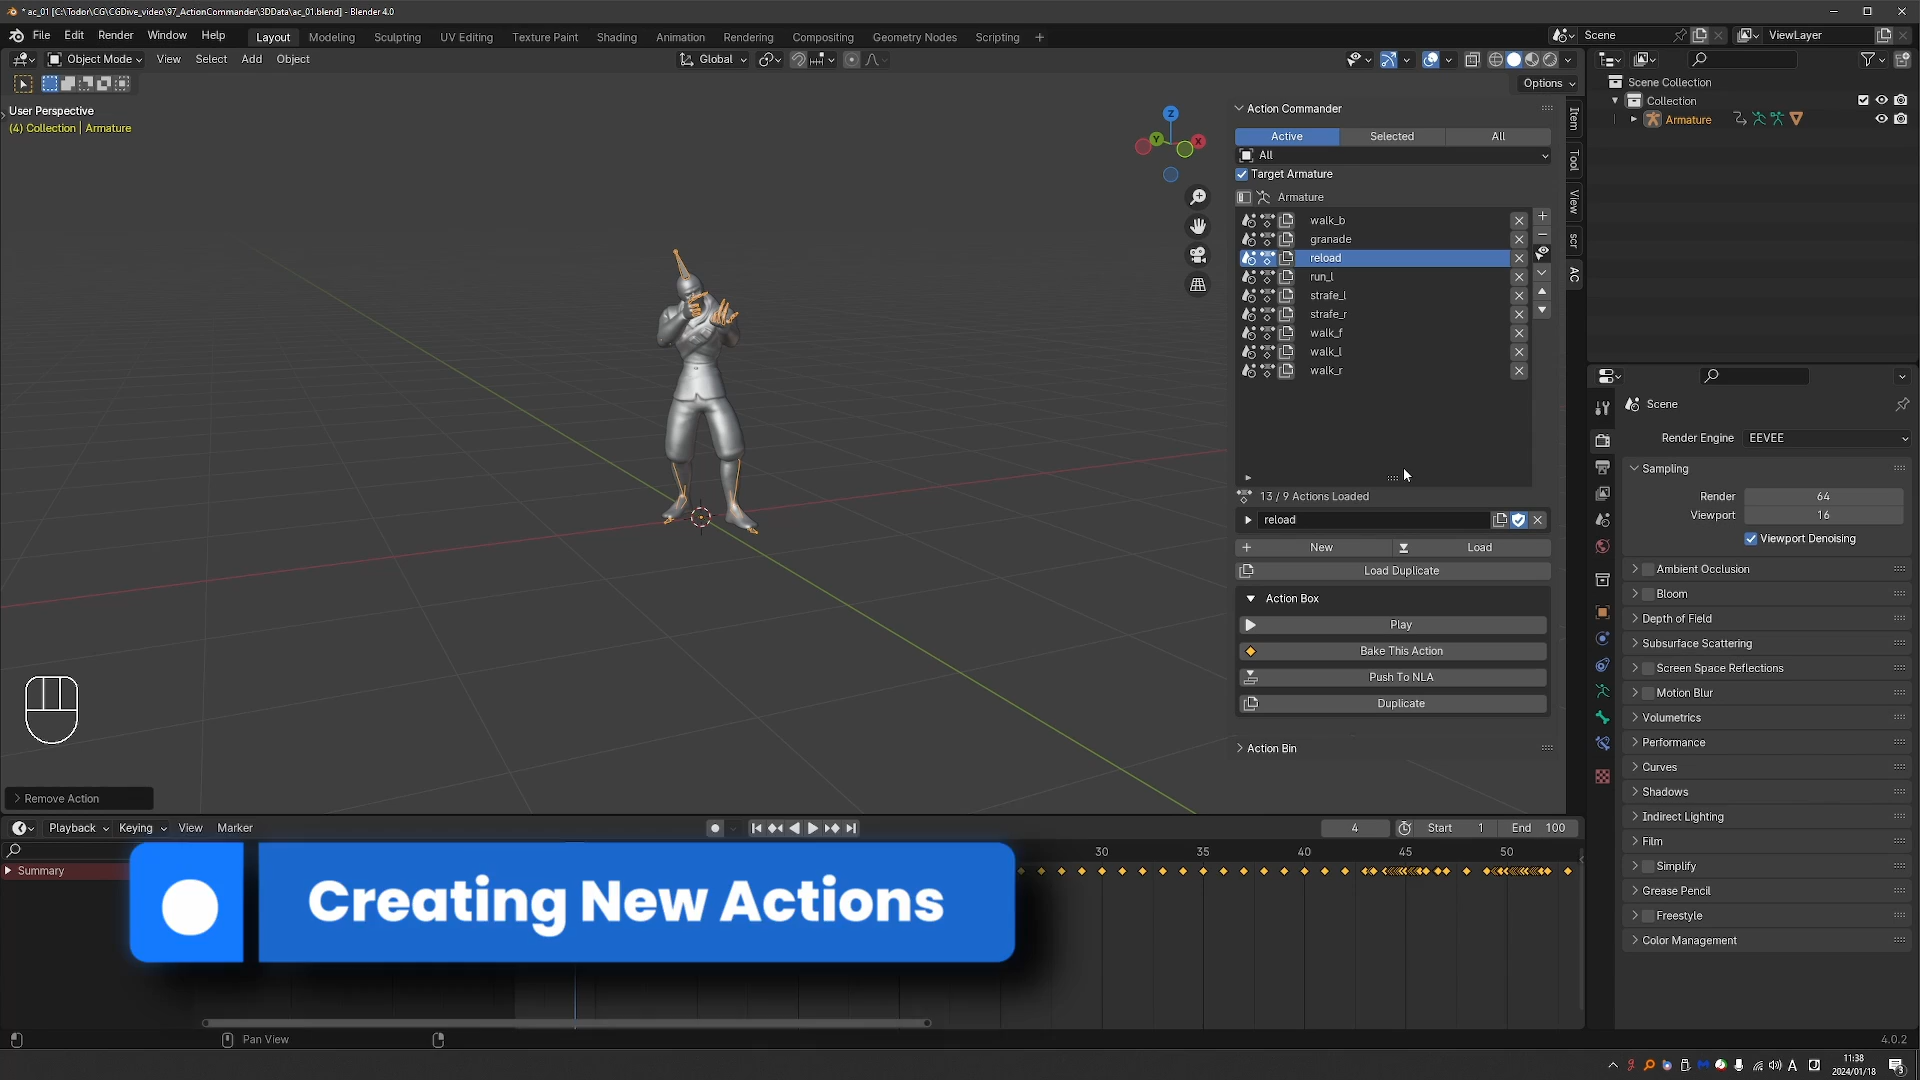 * ac_01 [C:\Todor\CG\CGDive_video\97_ActionCommander\3DData\ac_01.blend] - Blender 4.0
File Edit Render Window Help Layout Modeling Sculpting UV Editing Texture Paint Shading Animation Rendering Compositing Geometry Nodes Scripting + Scene ViewLayer
Object Mode View Select Add Object Global
Options
User Perspective
(4) Collection | Armature
Z
Y
X
Action Commander
Active Selected All
All
Target Armature
Armature
walk_b
granade
reload
run_l
strafe_l
strafe_r
walk_f
walk_l
walk_r
13 / 9 Actions Loaded
reload
New Load
Load Duplicate
Action Box
Play
Bake This Action
Push To NLA
Duplicate
Action Bin
Item
Tool
View
scr
AC
Scene Collection
Collection
Armature
Scene
Render Engine EEVEE
Sampling
Render 64
Viewport 16
Viewport Denoising
Ambient Occlusion
Bloom
Depth of Field
Subsurface Scattering
Screen Space Reflections
Motion Blur
Volumetrics
Performance
Curves
Shadows
Indirect Lighting
Film
Simplify
Grease Pencil
Freestyle
Color Management
Remove Action
Playback Keying View Marker 4 Start 1 End 100
30 35 40 45 50
Summary
Creating New Actions
Pan View
4.0.2
A
11:38
2024/01/18
3